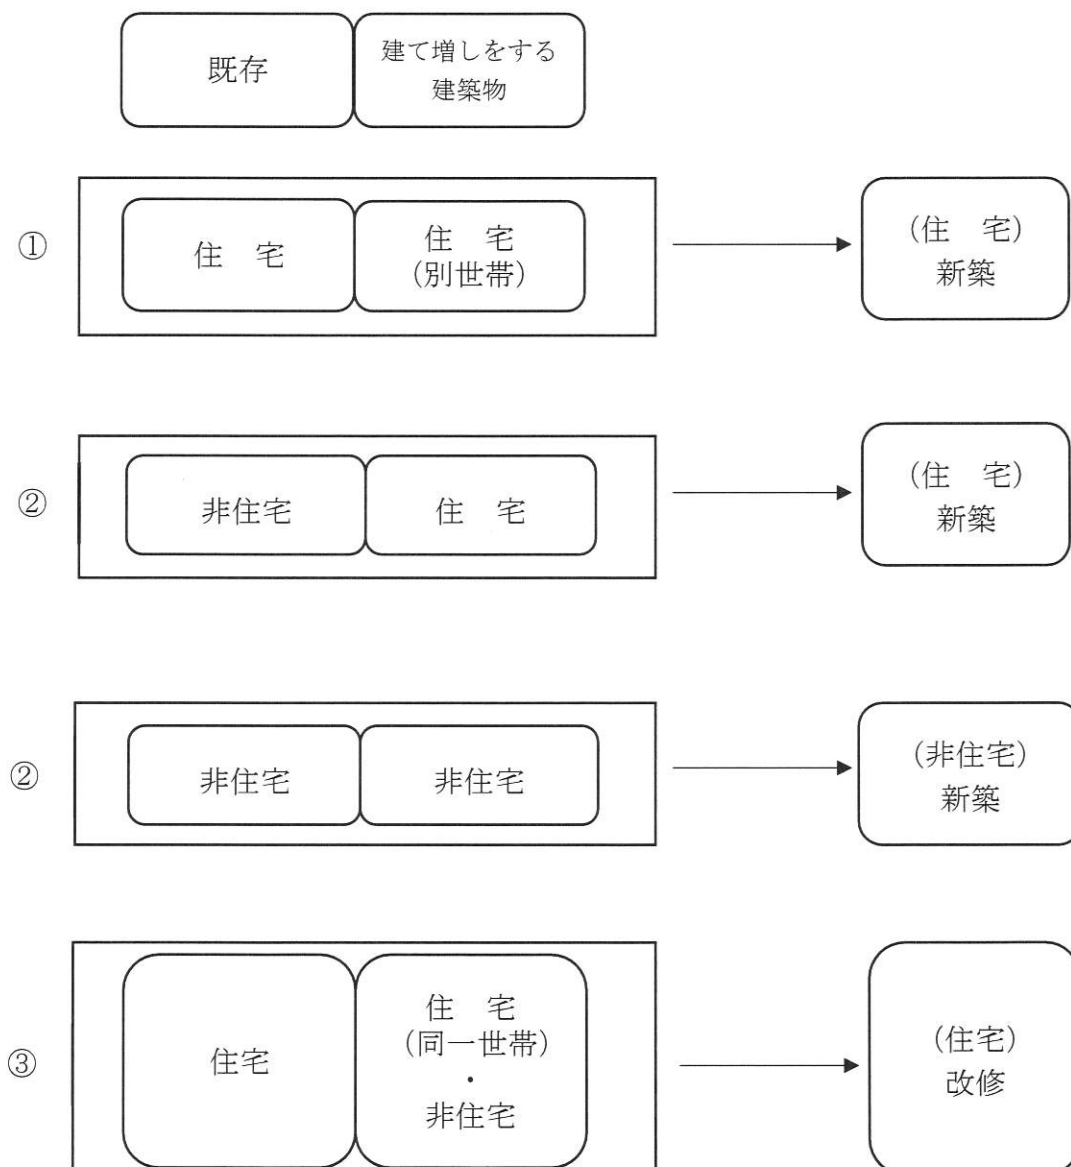 既存
建て増しをする
建築物
①
住　宅
住　宅
（別世帯）
（住　宅）
新築
②
非住宅
住　宅
（住　宅）
新築
②
非住宅
非住宅
（非住宅）
新築
③
住宅
住　宅
（同一世帯）
・
非住宅
（住宅）
改修